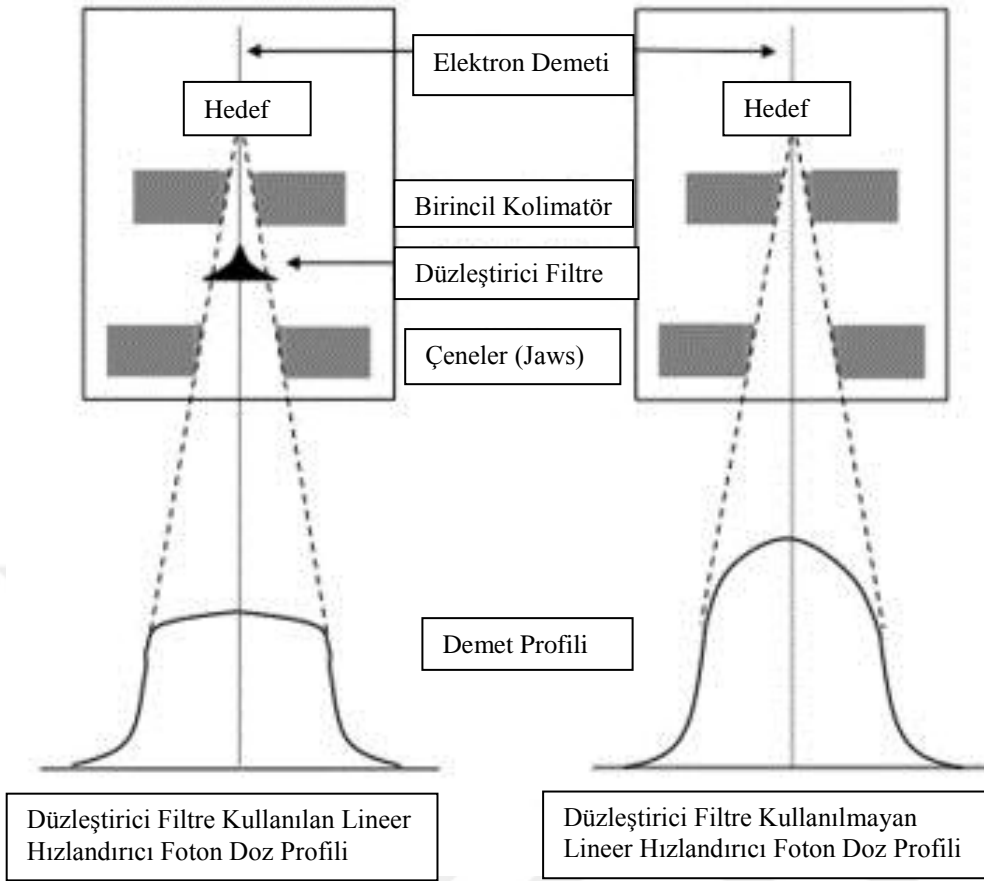 Elektron Demeti
Hedef
Hedef
Birincil Kolimatör
Düzleştirici Filtre
Çeneler (Jaws)
Demet Profili
Düzleştirici Filtre Kullanılan Lineer
Hızlandırıcı Foton Doz Profili
Düzleştirici Filtre Kullanılmayan
Lineer Hızlandırıcı Foton Doz Profili